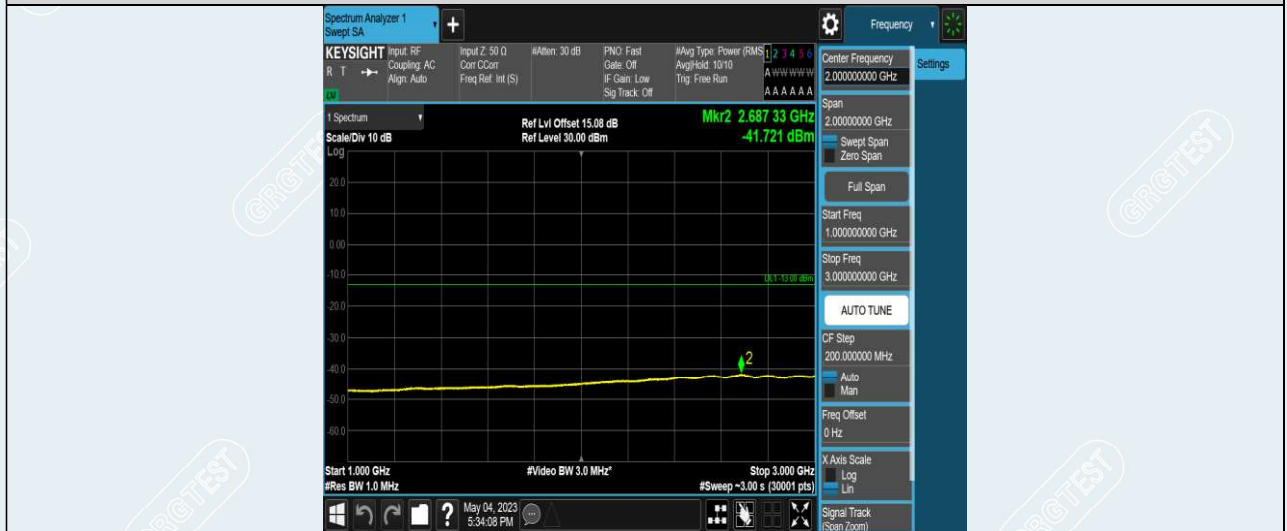 Spectrum Analyzer 1
Swept SA
+
Frequency
KEYSIGHT
R T
Input: RF
Coupling: AC
Align: Auto
Input Z: 50 Ω
Corr CCorr
Freq Ref: Int (S)
#Atten: 30 dB
PNO: Fast
Gate: Off
IF Gain: Low
Sig Track: Off
#Avg Type: Power (RMS
Avg|Hold: 10/10
Trig: Free Run
1 2 3 4 5 6
A W W W W W
A A A A A A
1 Spectrum
Scale/Div 10 dB
Log
Ref Lvl Offset 15.08 dB
Ref Level 30.00 dBm
Mkr2 2.687 33 GHz
-41.721 dBm
20.0
10.0
0.00
-10.0
DL1 -13.00 dBm
-20.0
-30.0
-40.0
2
-50.0
-60.0
Start 1.000 GHz
#Res BW 1.0 MHz
#Video BW 3.0 MHz*
Stop 3.000 GHz
#Sweep ~3.00 s (30001 pts)
?
May 04, 2023
5:34:08 PM
Center Frequency
2.000000000 GHz
Settings
Span
2.00000000 GHz
Swept Span
Zero Span
Full Span
Start Freq
1.000000000 GHz
Stop Freq
3.000000000 GHz
AUTO TUNE
CF Step
200.000000 MHz
Auto
Man
Freq Offset
0 Hz
X Axis Scale
Log
Lin
Signal Track
(Span Zoom)
GRGTEST
GRGTEST
GRGTEST
GRGTEST